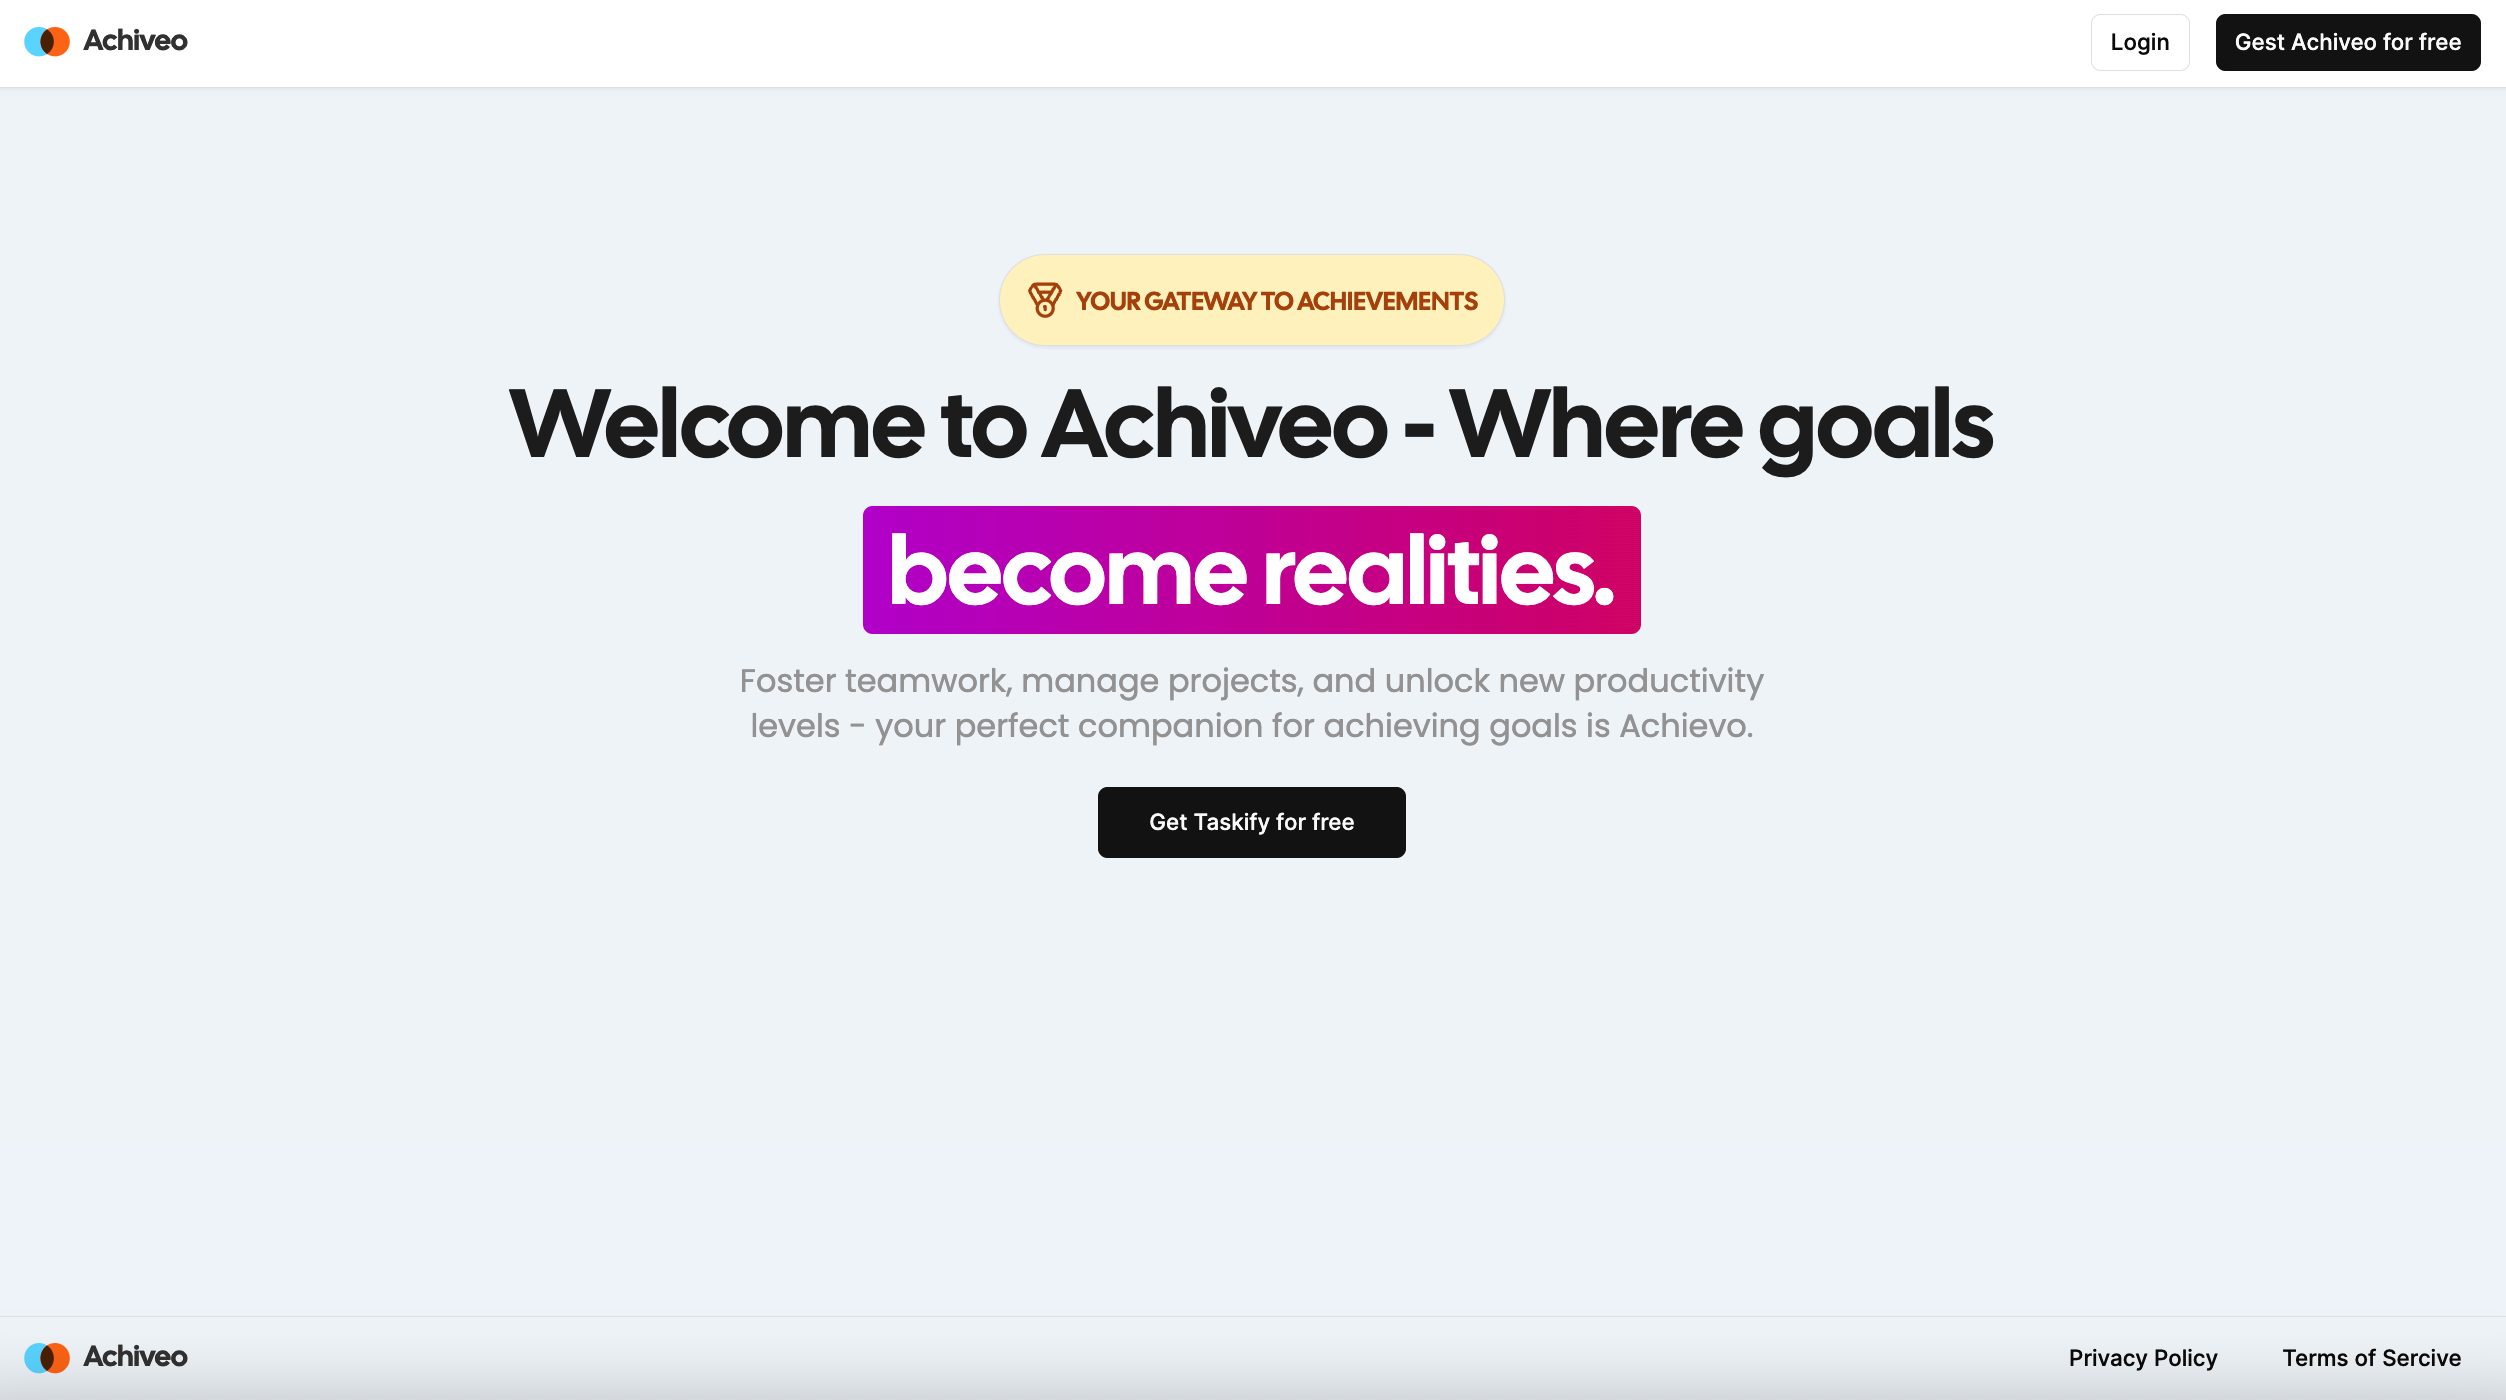 Achiveo
Login
Gest Achiveo for free
YOUR GATEWAY TO ACHIEVEMENTS
Welcome to Achiveo - Where goals
become realities.
Foster teamwork, manage projects, and unlock new productivity
levels - your perfect companion for achieving goals is Achievo.
Get Taskify for free
Achiveo
Privacy Policy
Terms of Sercive